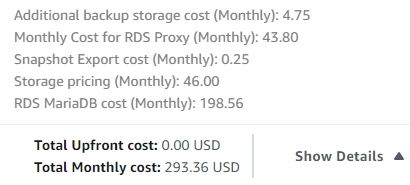 Additional backup storage cost (Monthly): 4.75
Monthly Cost for RDS Proxy (Monthly): 43.80
Snapshot Export cost (Monthly): 0.25
Storage pricing (Monthly): 46.00
RDS MariaDB cost (Monthly): 198.56
Total Upfront cost: 0.00 USD
Total Monthly cost: 293.36 USD
Show Details ▲